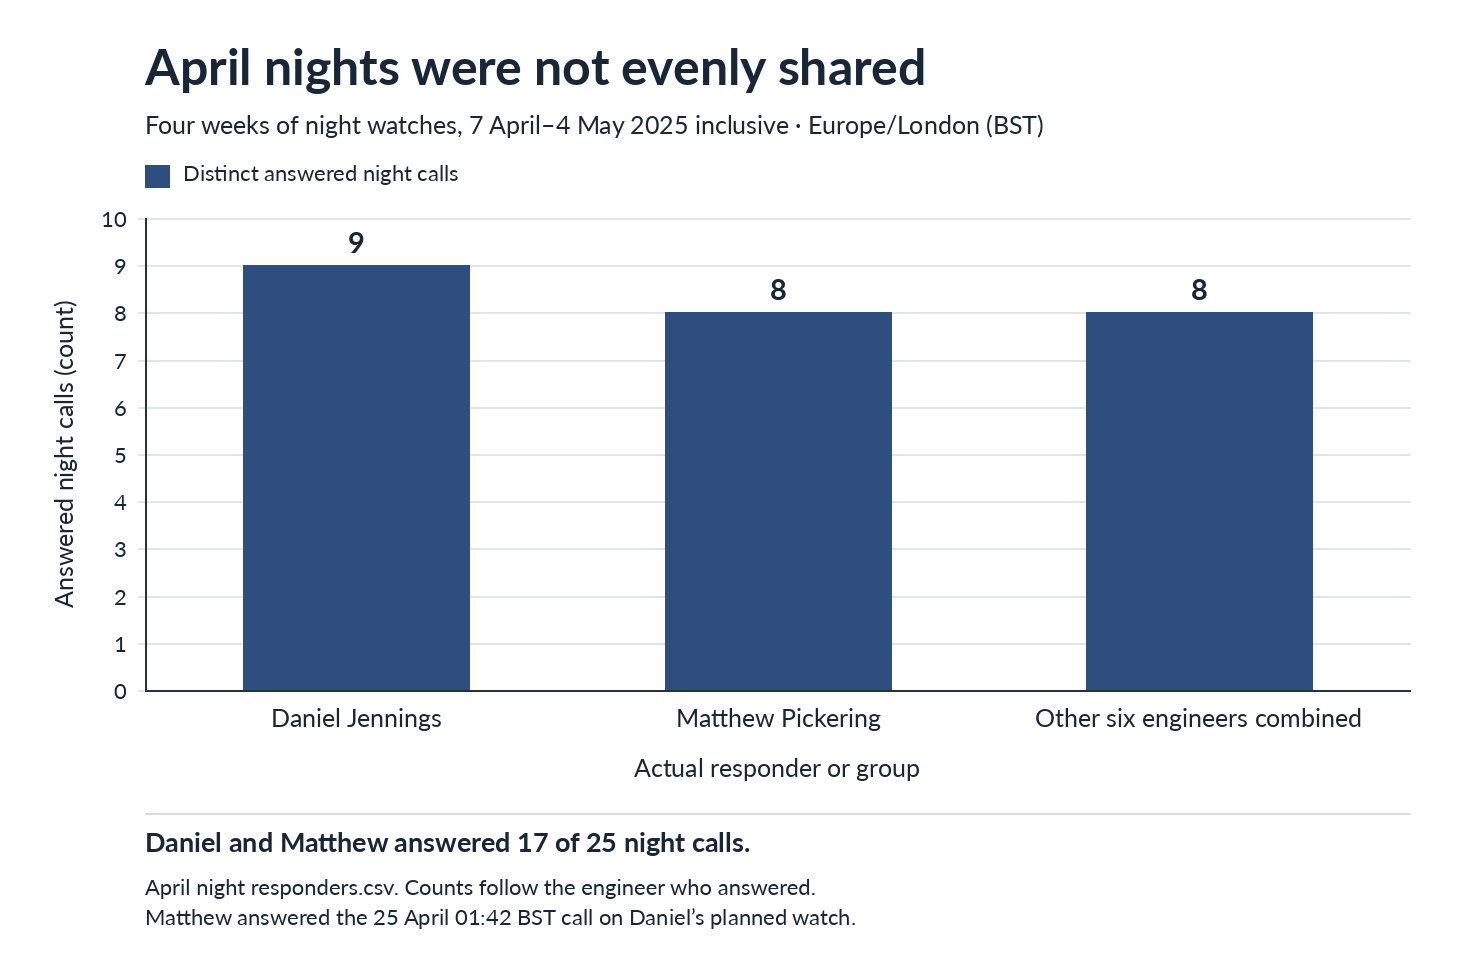 April nights were not evenly shared
Four weeks of night watches, 7 April–4 May 2025 inclusive · Europe/London (BST)
Distinct answered night calls
Answered night calls (count)
10
9
8
7
6
5
4
3
2
1
0
9
8
8
Daniel Jennings
Matthew Pickering
Other six engineers combined
Actual responder or group
Daniel and Matthew answered 17 of 25 night calls.
April night responders.csv. Counts follow the engineer who answered.
Matthew answered the 25 April 01:42 BST call on Daniel’s planned watch.